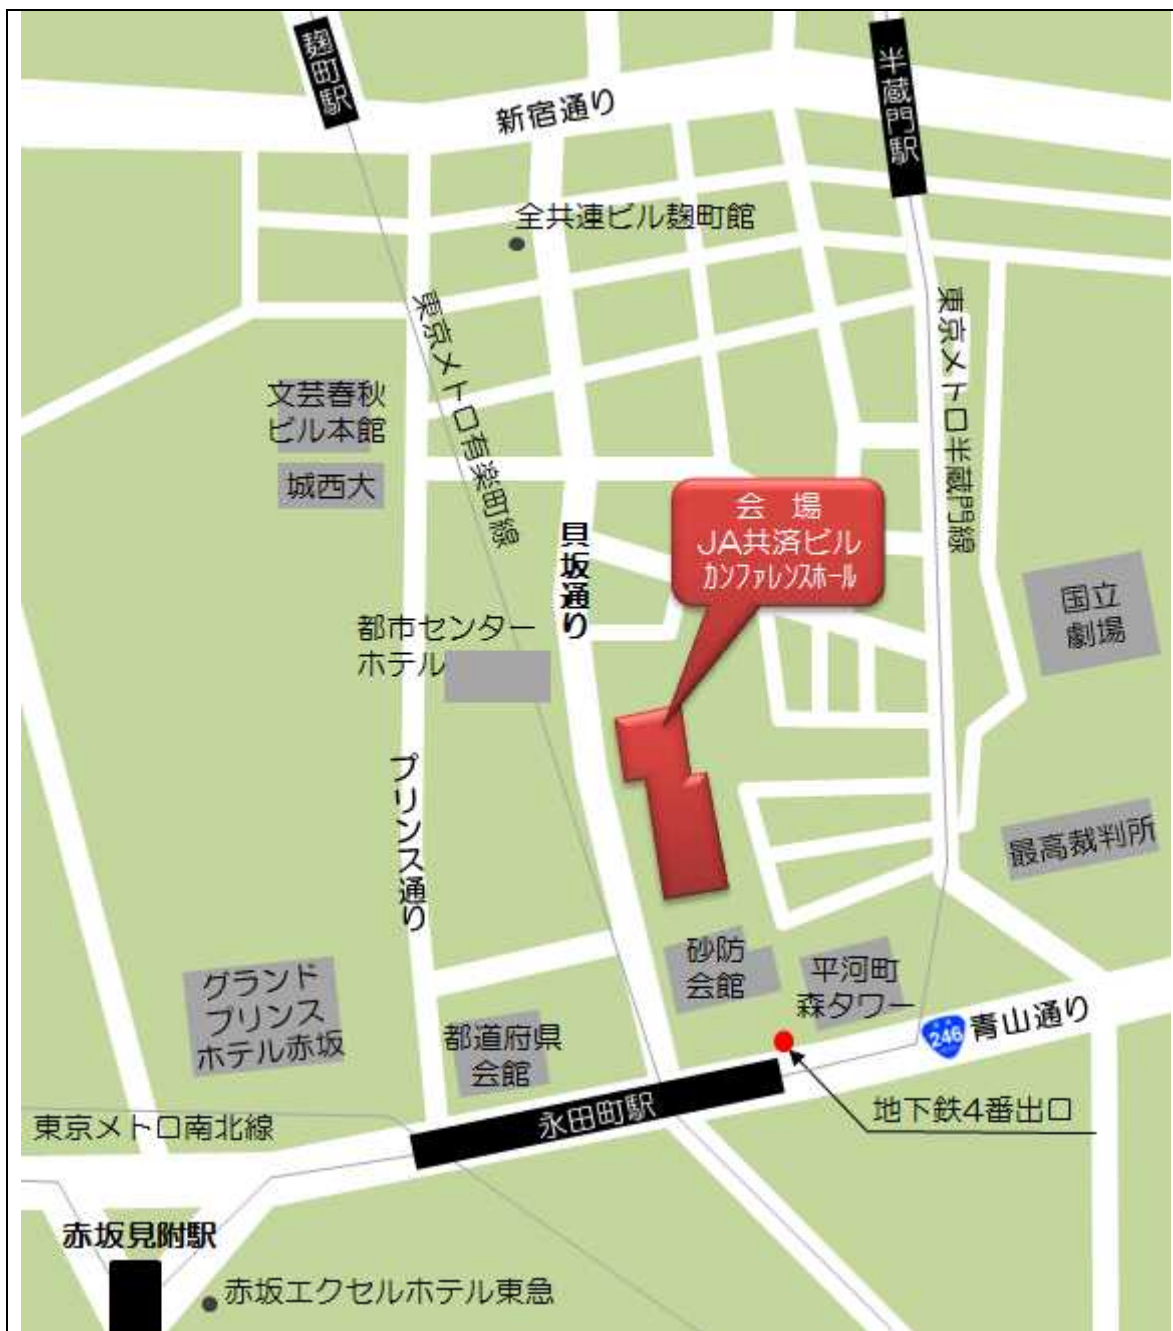 麹町駅
半蔵門駅
新宿通り
全共連ビル麹町館
東京メトロ有楽町線
東京メトロ半蔵門線
文芸春秋
ビル本館
城西大
会 場
JA共済ビル
カンファレンスホール
貝坂通り
国立
劇場
都市センター
ホテル
プリンス通り
最高裁判所
砂防
会館
平河町
森タワー
グランド
プリンス
ホテル赤坂
都道府県
会館
246
青山通り
永田町駅
地下鉄4番出口
東京メトロ南北線
赤坂見附駅
赤坂エクセルホテル東急